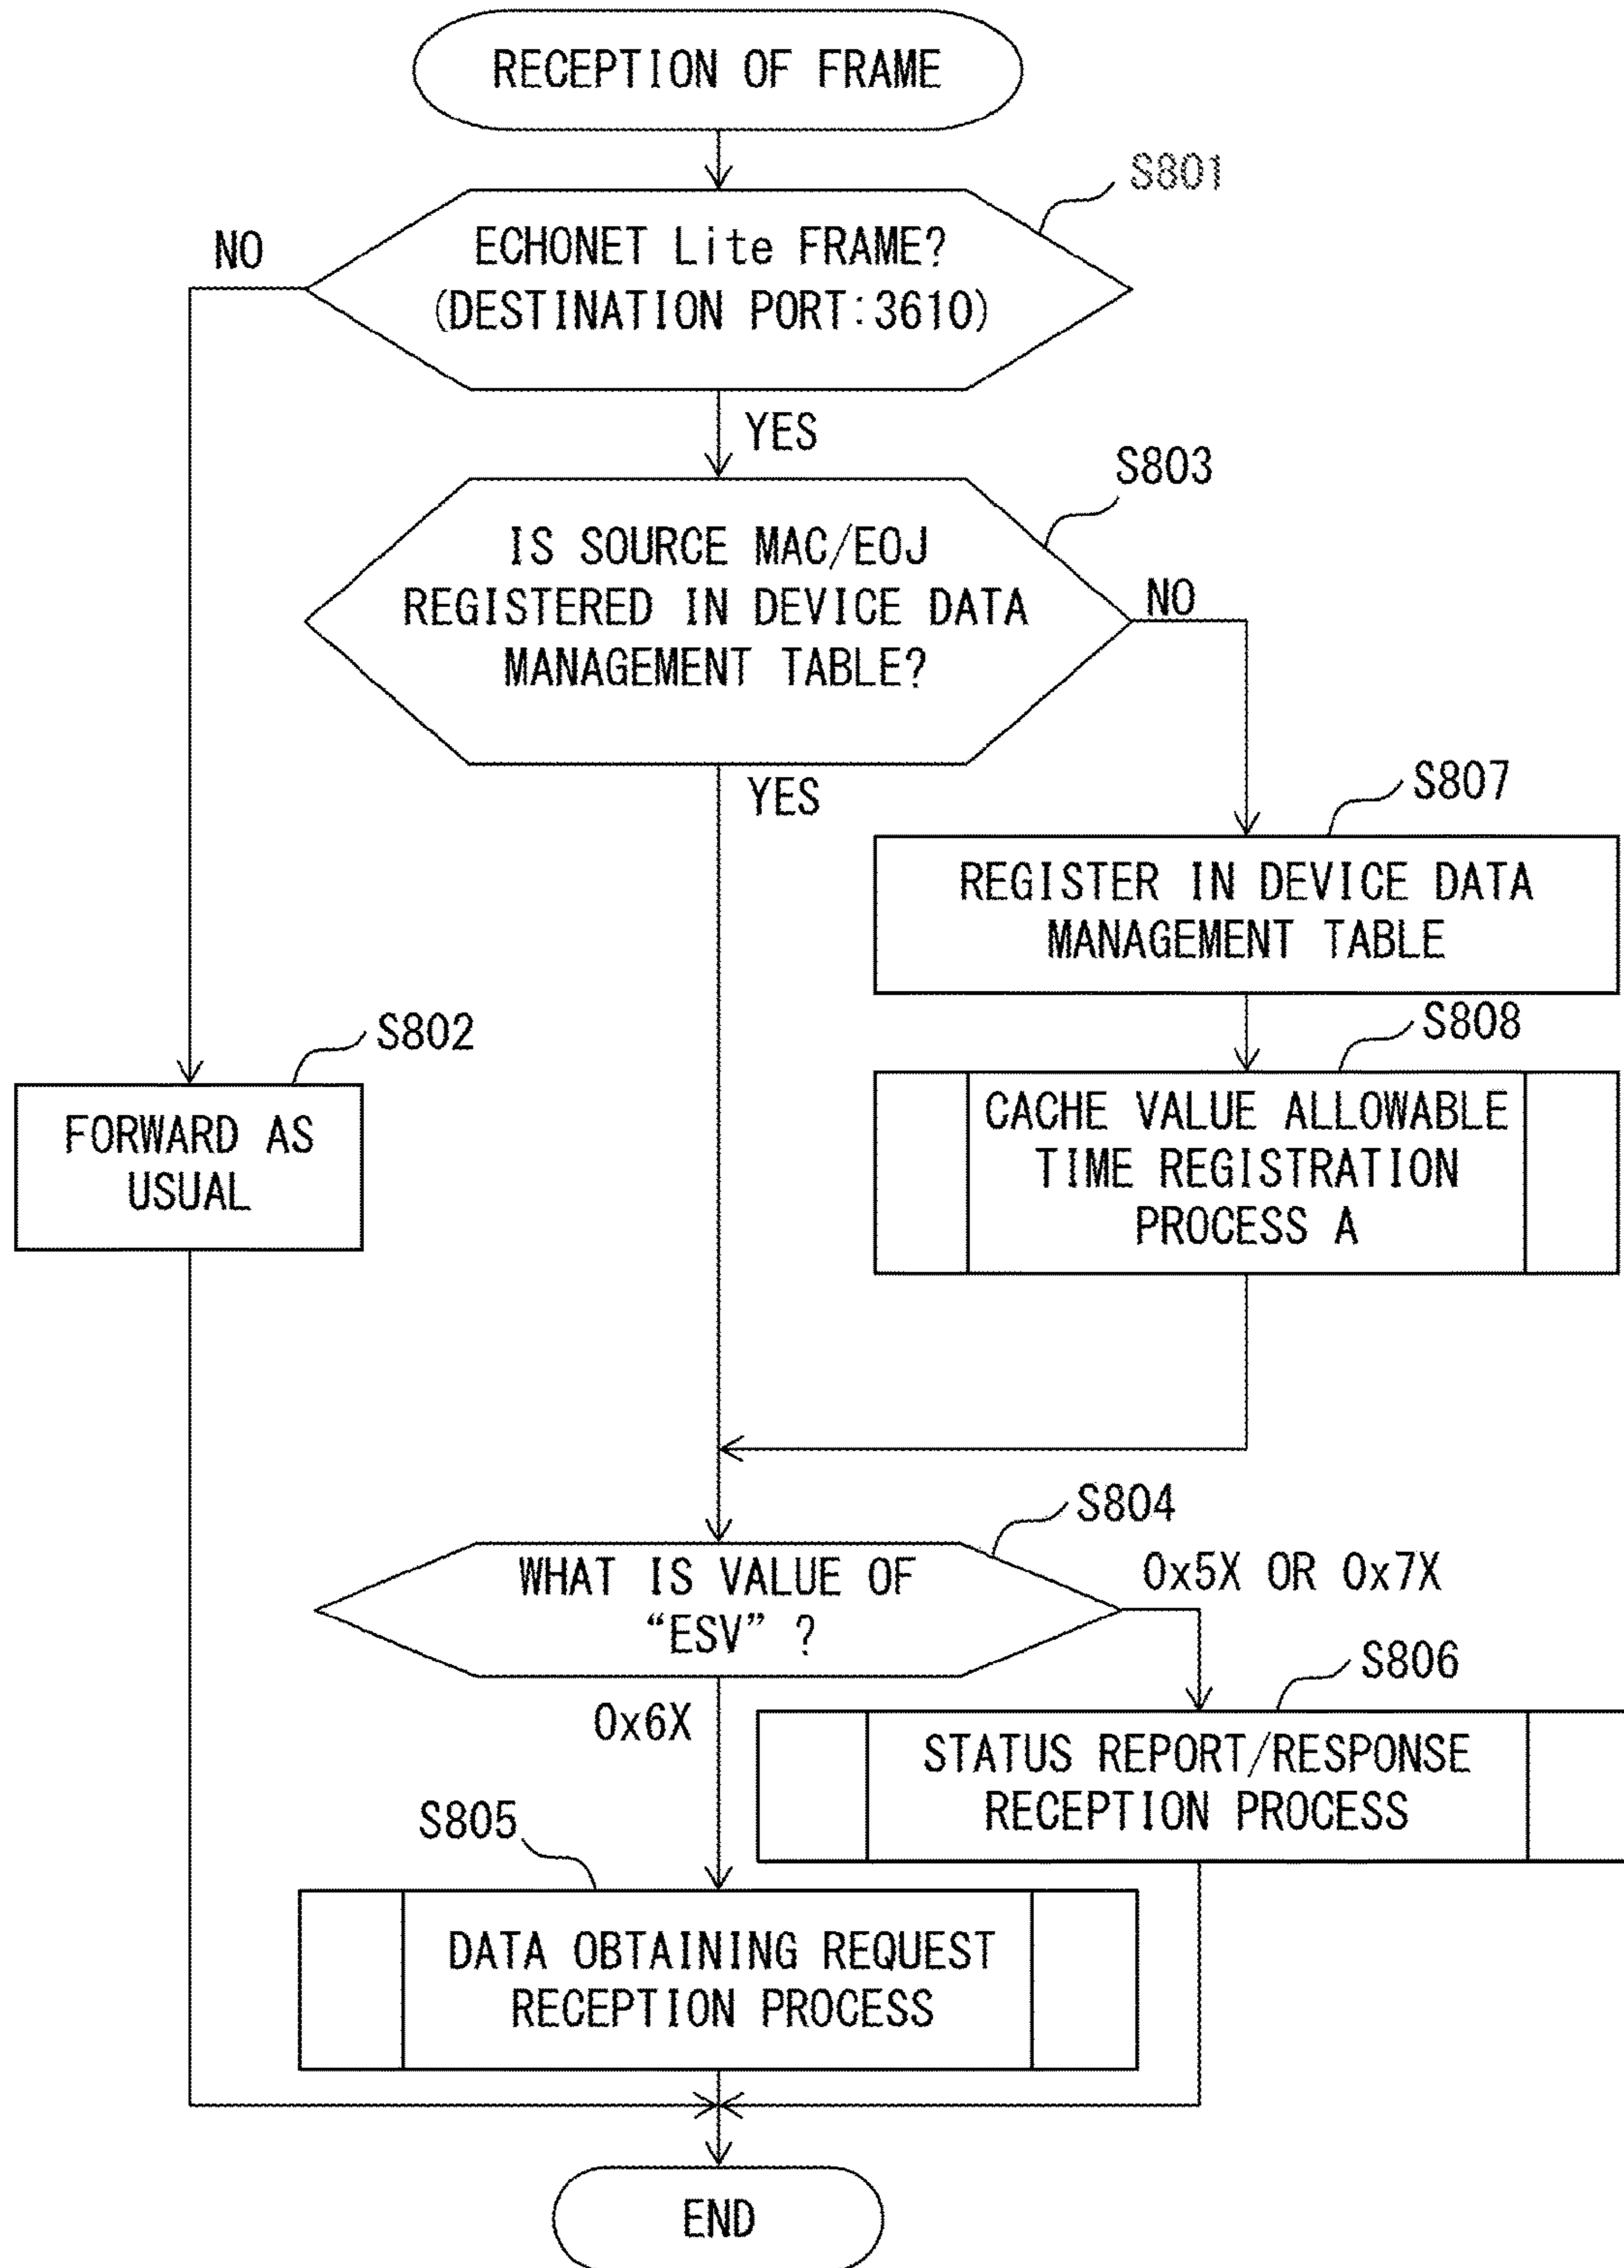 RECEPTION OF FRAME
S801
ECHONET Lite FRAME?
(DESTINATION PORT:3610)
NO
YES
S803
IS SOURCE MAC/EOJ
REGISTERED IN DEVICE DATA
MANAGEMENT TABLE?
NO
YES
S807
REGISTER IN DEVICE DATA
MANAGEMENT TABLE
S808
CACHE VALUE ALLOWABLE
TIME REGISTRATION
PROCESS A
S802
FORWARD AS
USUAL
S804
WHAT IS VALUE OF
“ESV” ?
0x5X OR 0x7X
0x6X
S806
STATUS REPORT/RESPONSE
RECEPTION PROCESS
S805
DATA OBTAINING REQUEST
RECEPTION PROCESS
END